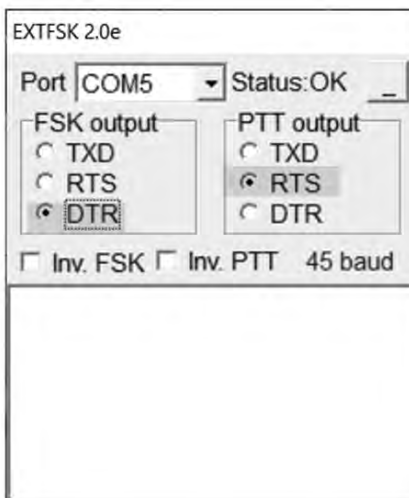 EXTFSK 2.0e
Port COM5 Status:OK _
FSK output PTT output
TXD TXD
RTS RTS
DTR DTR
Inv. FSK Inv. PTT 45 baud